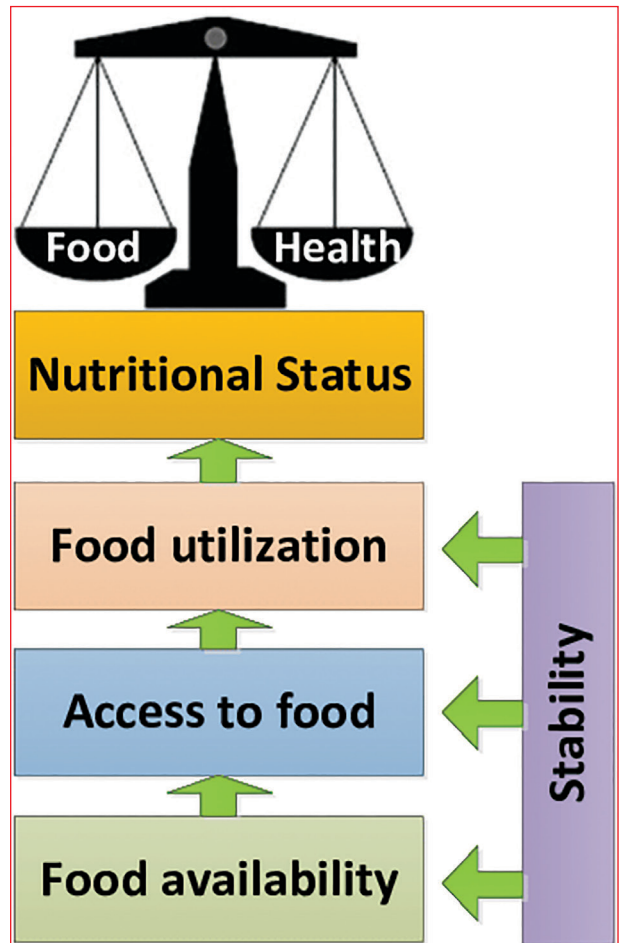 Food
Health
Nutritional Status
Food utilization
Access to food
Food availability
Stability